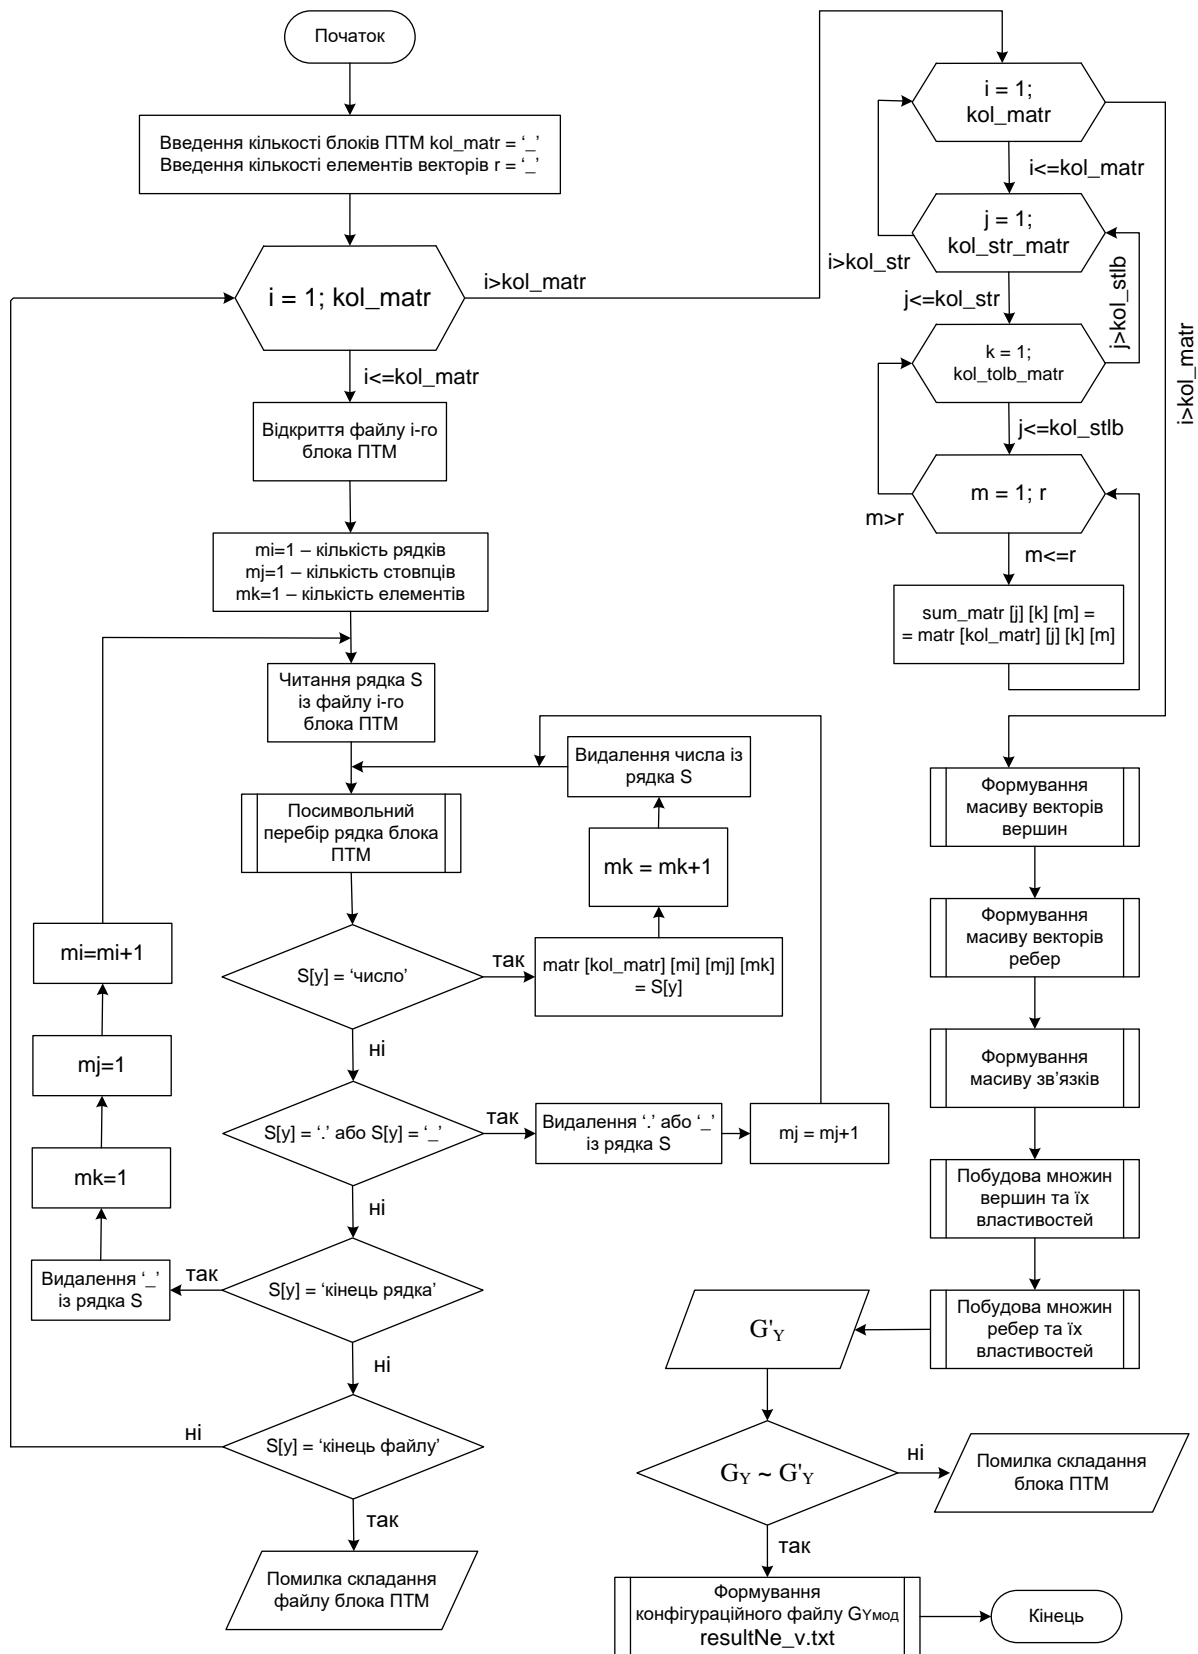 Початок
Введення кількості блоків ПТМ kol_matr = ‘_’
Введення кількості елементів векторів r = ‘_’
i = 1; kol_matr
i>kol_matr
i<=kol_matr
Відкриття файлу і-го
блока ПТМ
mi=1 – кількість рядків
mj=1 – кількість стовпців
mk=1 – кількість елементів
Читання рядка S
із файлу і-го
блока ПТМ
Посимвольний
перебір рядка блока
ПТМ
Видалення числа із
рядка S
mk = mk+1
S[y] = ‘число’
так
matr [kol_matr] [mi] [mj] [mk]
= S[y]
ні
S[y] = ‘.’ або S[y] = ‘_’
так
Видалення ‘.’ або ‘_’
із рядка S
mj = mj+1
ні
S[y] = ‘кінець рядка’
так
Видалення ‘_’
із рядка S
mk=1
mj=1
mi=mi+1
ні
S[y] = ‘кінець файлу’
ні
так
Помилка складання
файлу блока ПТМ
i = 1;
kol_matr
i<=kol_matr
i>kol_matr
j = 1;
kol_str_matr
i>kol_str
j<=kol_str
j>kol_stlb
k = 1;
kol_tolb_matr
j<=kol_stlb
m = 1; r
m>r
m<=r
sum_matr [j] [k] [m] =
= matr [kol_matr] [j] [k] [m]
Формування
масиву векторів
вершин
Формування
масиву векторів
ребер
Формування
масиву зв’язків
Побудова множин
вершин та їх
властивостей
Побудова множин
ребер та їх
властивостей
G'Y
GY ~ G'Y
ні
Помилка складання
блока ПТМ
так
Формування
конфігураційного файлу GYмод
resultNe_v.txt
Кінець